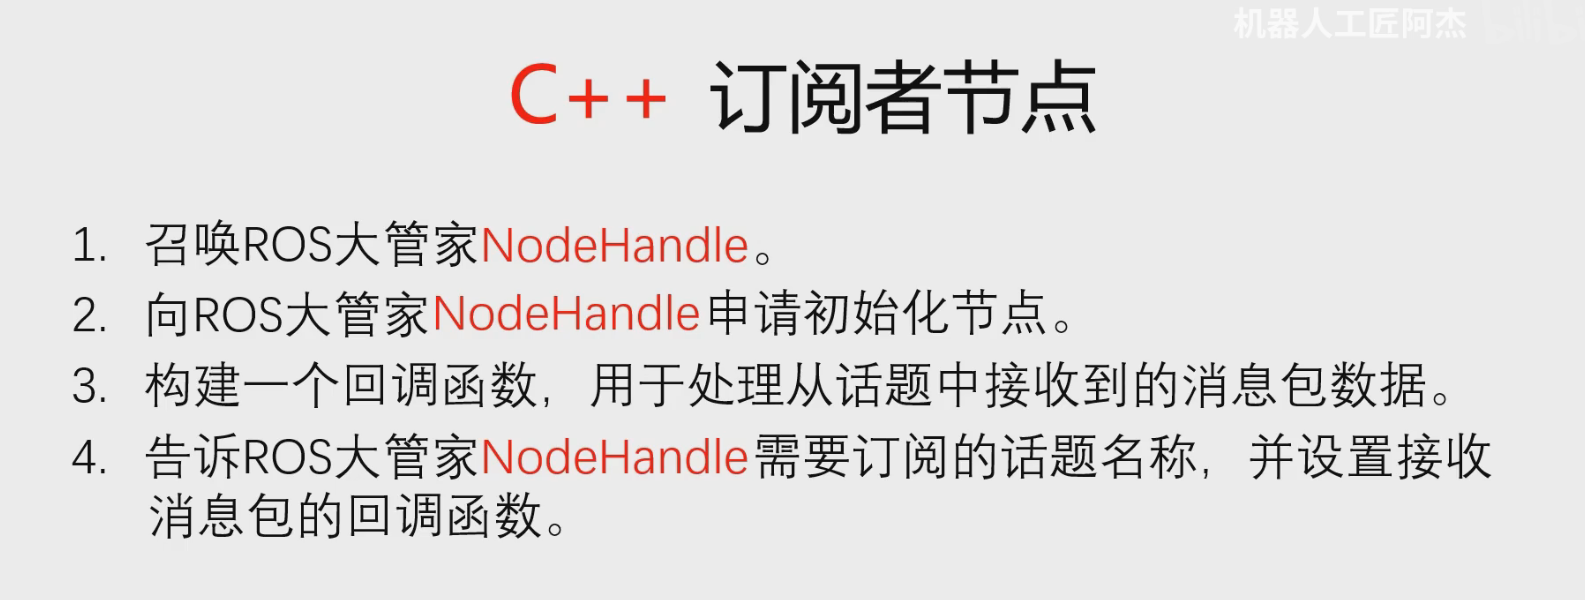 机器人工匠阿杰 bilibili
C++ 订阅者节点
1. 召唤ROS大管家NodeHandle。
2. 向ROS大管家NodeHandle申请初始化节点。
3. 构建一个回调函数，用于处理从话题中接收到的消息包数据。
4. 告诉ROS大管家NodeHandle需要订阅的话题名称，并设置接收
消息包的回调函数。